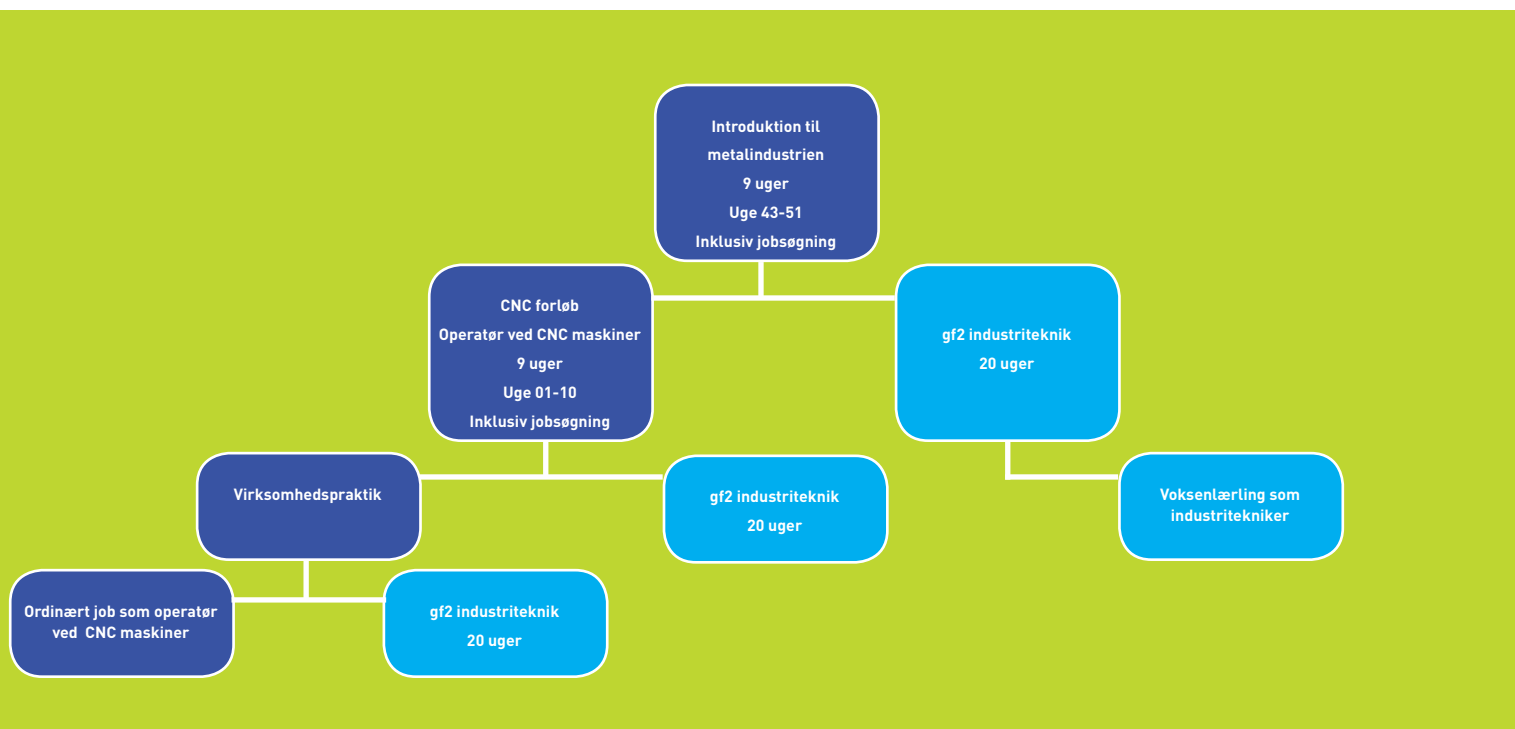 Introduktion til
metalindustrien
9 uger
Uge 43-51
Inklusiv jobsøgning
CNC forløb
Operatør ved CNC maskiner
9 uger
Uge 01-10
Inklusiv jobsøgning
gf2 industriteknik
20 uger
Virksomhedspraktik
gf2 industriteknik
20 uger
Voksenlærling som
industritekniker
Ordinært job som operatør
ved CNC maskiner
gf2 industriteknik
20 uger